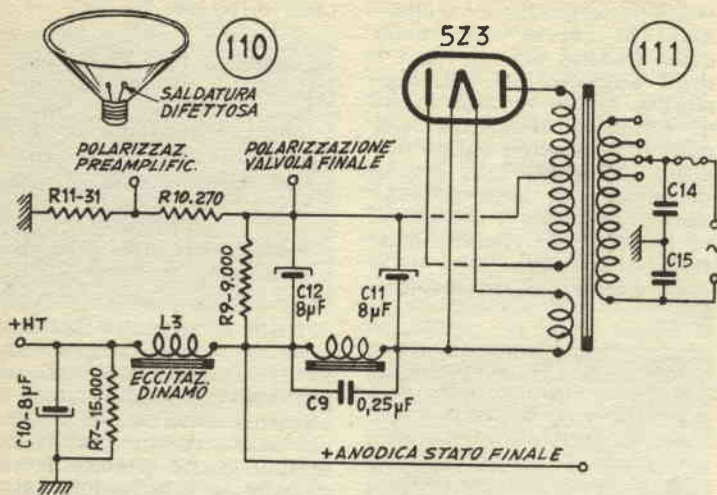 110
SALDATURA
DIFETTOSA
5Z3
111
POLARIZZAZ.
PREAMPLIFIC.
POLARIZZAZIONE
VALVOLA FINALE
R11-31
R10.270
R9-9.000
C12
8µF
C11
8µF
C14
C15
+HT
L3
ECCITAZ.
DINAMO
C10-8µF
R7-15.000
C9
0,25µF
+ANODICA STATO FINALE